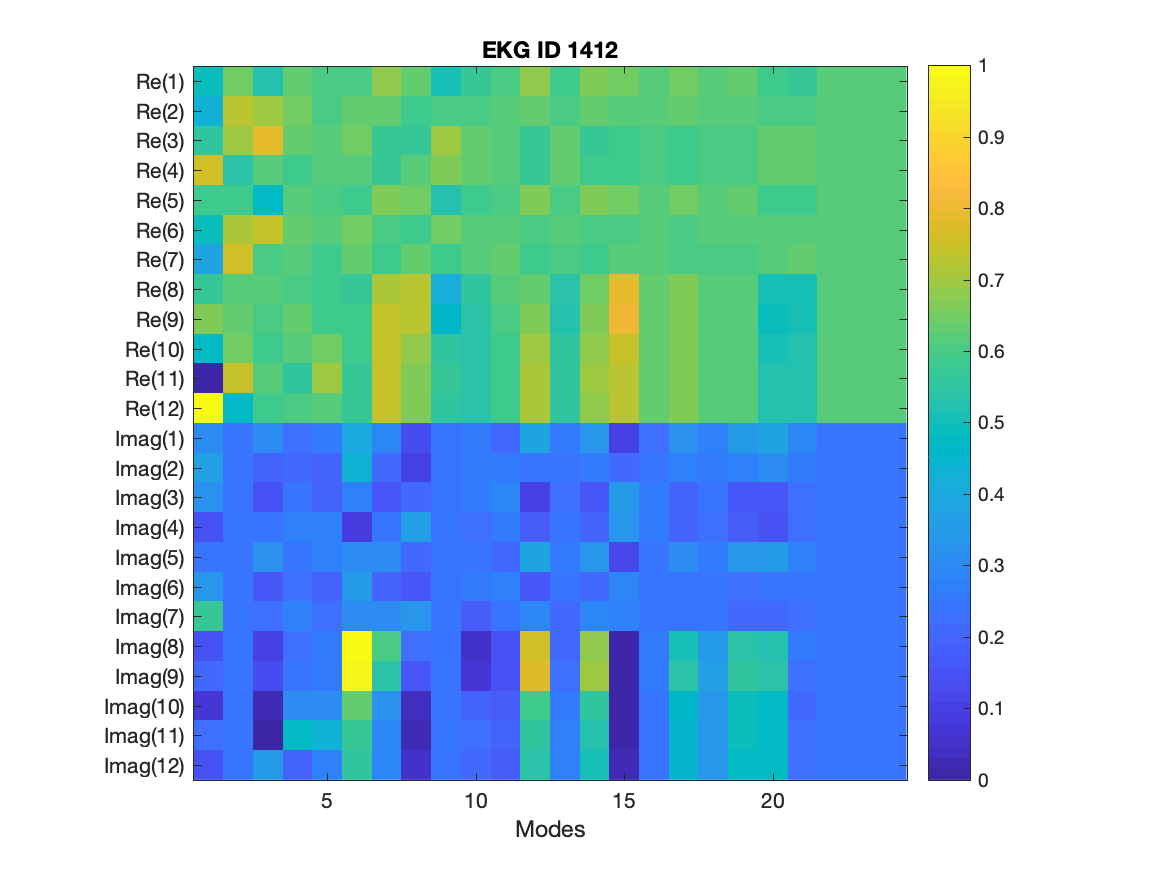 EKG ID 1412
Re(1)
Re(2)
Re(3)
Re(4)
Re(5)
Re(6)
Re(7)
Re(8)
Re(9)
Re(10)
Re(11)
Re(12)
Imag(1)
Imag(2)
Imag(3)
Imag(4)
Imag(5)
Imag(6)
Imag(7)
Imag(8)
Imag(9)
Imag(10)
Imag(11)
Imag(12)
5 10 15 20
Modes
1
0.9
0.8
0.7
0.6
0.5
0.4
0.3
0.2
0.1
0